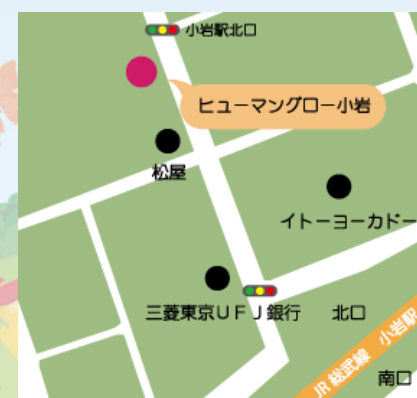 小岩駅北口
ヒューマングロー小岩
松屋
イトーヨーカドー
三菱東京UFJ銀行
北口
JR 総武線 小岩駅
南口